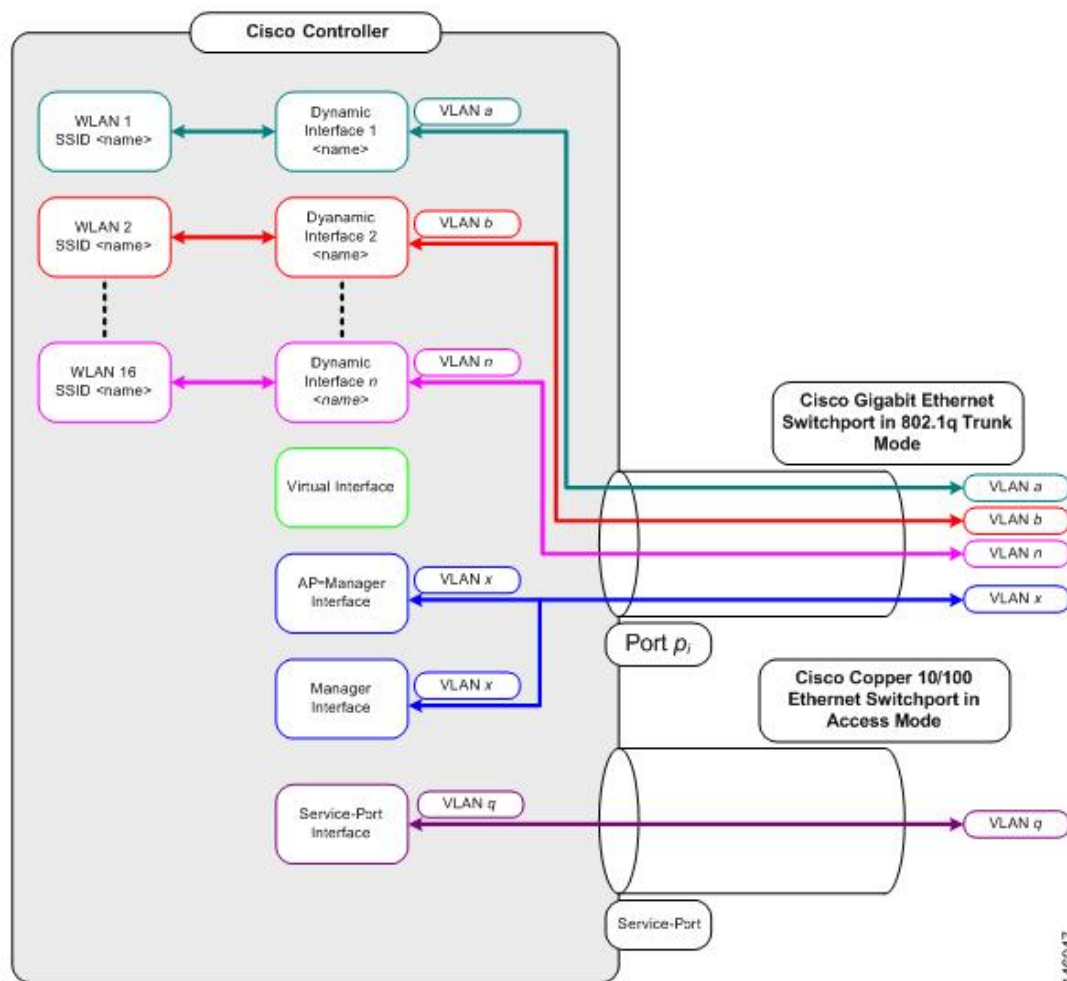 Cisco Controller
WLAN 1
SSID <name>
Dynamic
Interface 1
<name>
VLAN a
WLAN 2
SSID <name>
Dyanamic
Interface 2
<name>
VLAN b
WLAN 16
SSID <name>
Dynamic
Interface n
<name>
VLAN n
Virtual Interface
AP=Manager
Interface
VLAN x
Manager
Interface
VLAN x
Service-Port
Interface
VLAN q
Cisco Gigabit Ethernet
Switchport in 802.1q Trunk
Mode
VLAN a
VLAN b
VLAN n
VLAN x
Port pi
Cisco Copper 10/100
Ethernet Switchport in
Access Mode
VLAN q
Service-Port